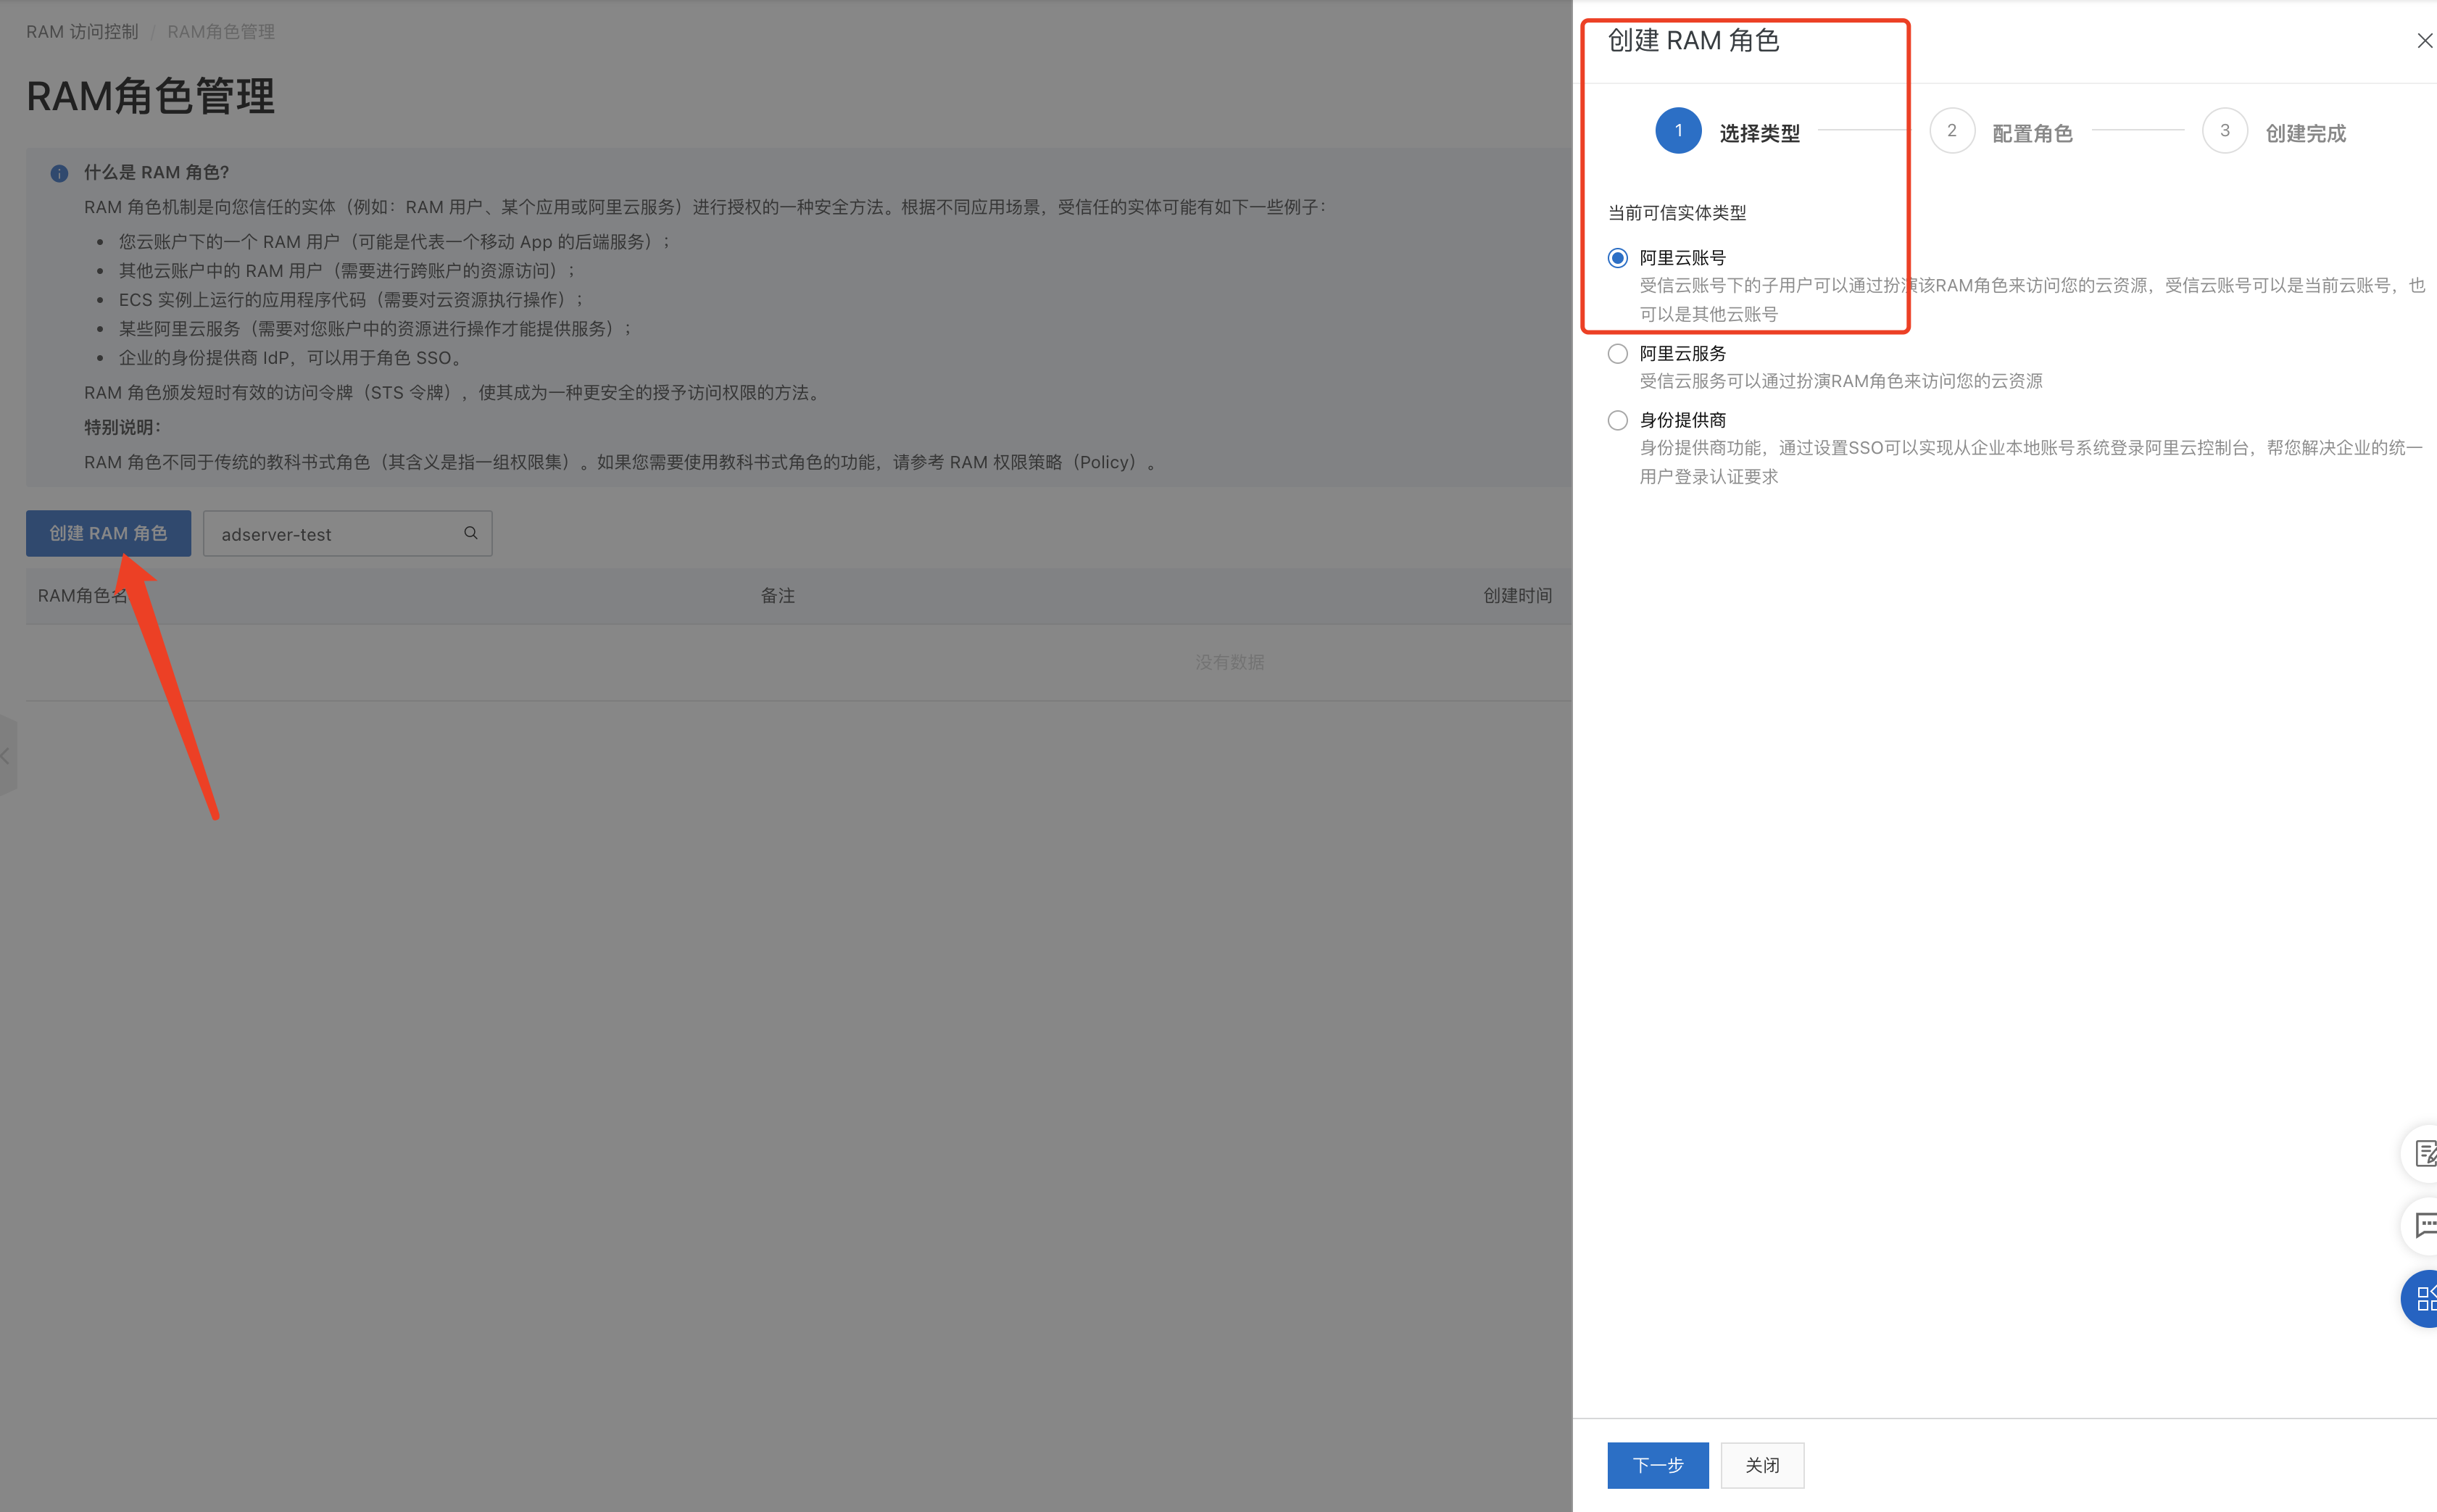 RAM 访问控制 / RAM角色管理
RAM角色管理
什么是 RAM 角色?
RAM 角色机制是向您信任的实体（例如：RAM 用户、某个应用或阿里云服务）进行授权的一种安全方法。根据不同应用场景，受信任的实体可能有如下一些例子：
您云账户下的一个 RAM 用户（可能是代表一个移动 App 的后端服务）；
其他云账户中的 RAM 用户（需要进行跨账户的资源访问）；
ECS 实例上运行的应用程序代码（需要对云资源执行操作）；
某些阿里云服务（需要对您账户中的资源进行操作才能提供服务）；
企业的身份提供商 IdP，可以用于角色 SSO。
RAM 角色颁发短时有效的访问令牌（STS 令牌），使其成为一种更安全的授予访问权限的方法。
特别说明：
RAM 角色不同于传统的教科书式角色（其含义是指一组权限集）。如果您需要使用教科书式角色的功能，请参考 RAM 权限策略（Policy）。
创建 RAM 角色
adserver-test
RAM角色名
备注
创建时间
没有数据
创建 RAM 角色
1 选择类型
2 配置角色
3 创建完成
当前可信实体类型
阿里云账号
受信云账号下的子用户可以通过扮演该RAM角色来访问您的云资源，受信云账号可以是当前云账号，也
可以是其他云账号
阿里云服务
受信云服务可以通过扮演RAM角色来访问您的云资源
身份提供商
身份提供商功能，通过设置SSO可以实现从企业本地账号系统登录阿里云控制台，帮您解决企业的统一
用户登录认证要求
下一步
关闭